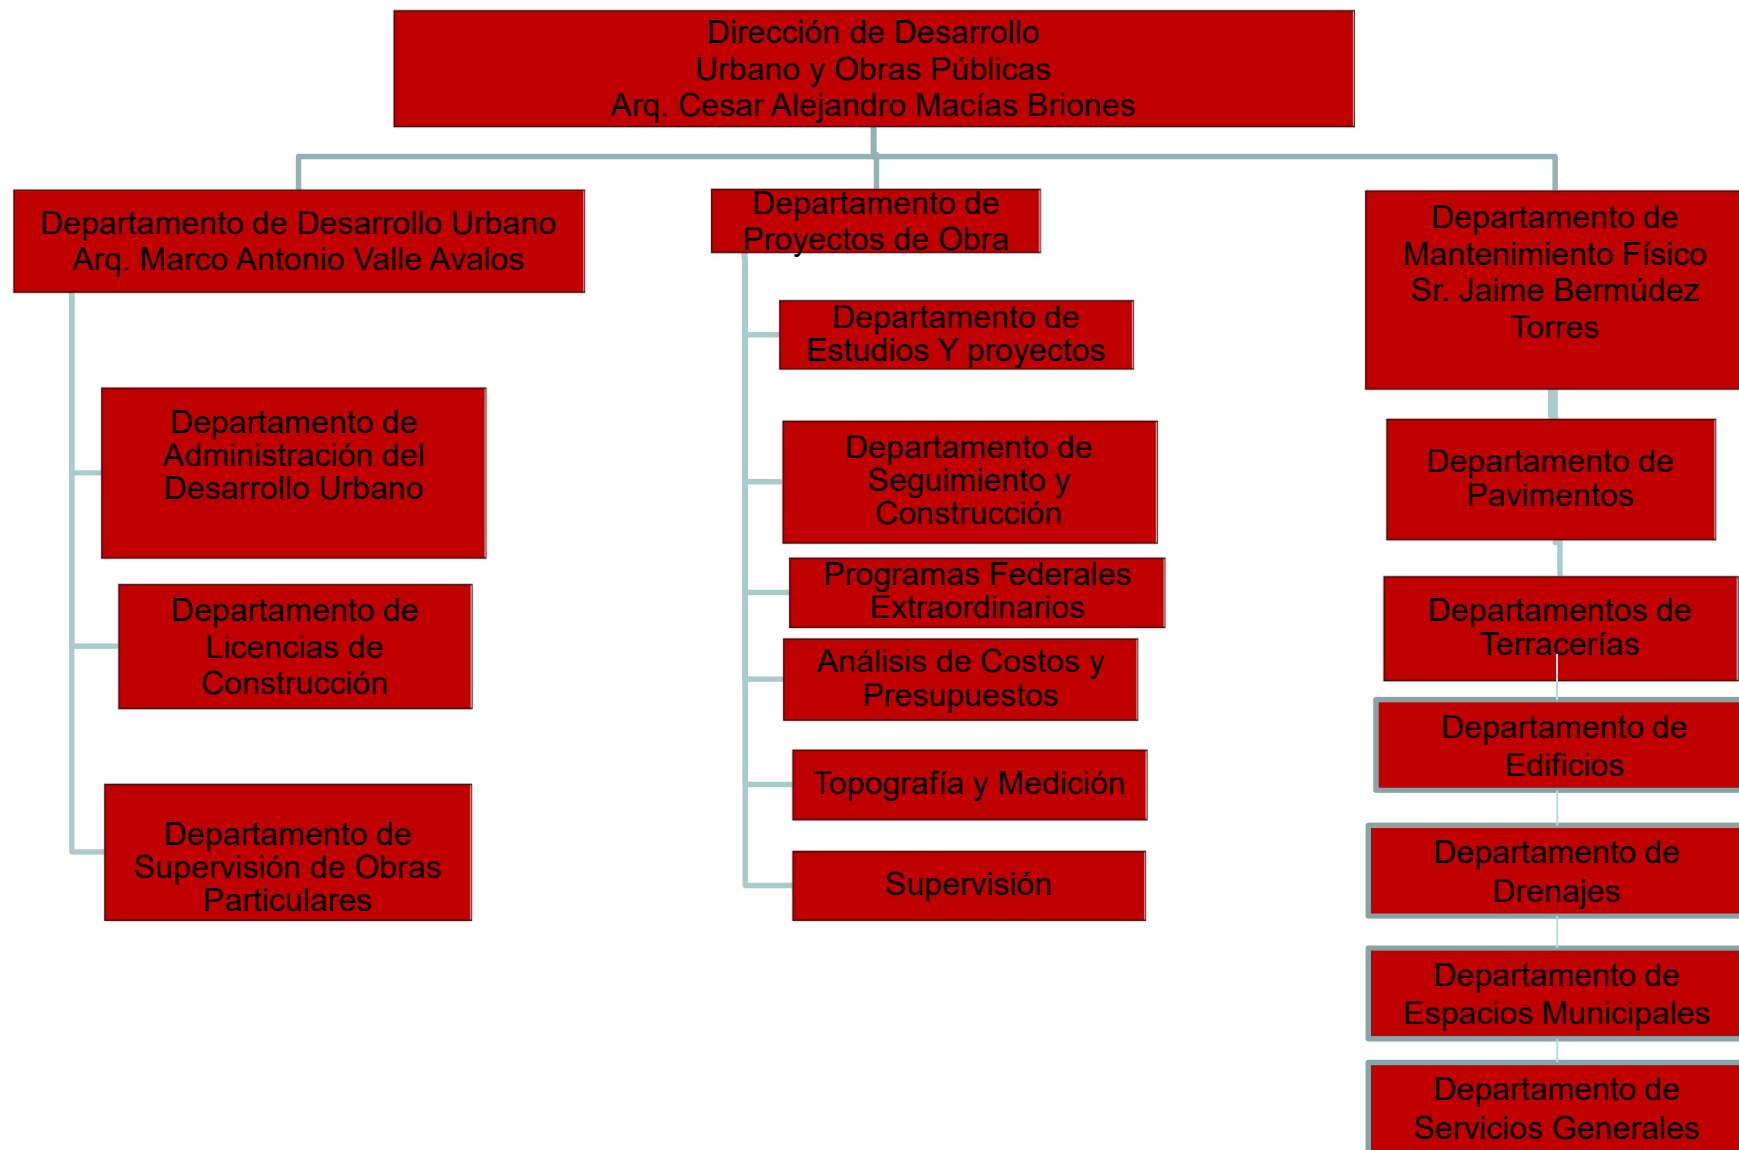 Dirección de Desarrollo
Urbano y Obras Públicas
Arq. Cesar Alejandro Macías Briones
Departamento de Desarrollo Urbano
Arq. Marco Antonio Valle Avalos
Departamento de
Administración del
Desarrollo Urbano
Departamento de
Licencias de
Construcción
Departamento de
Supervisión de Obras
Particulares
Departamento de
Proyectos de Obra
Departamento de
Estudios Y proyectos
Departamento de
Seguimiento y
Construcción
Programas Federales
Extraordinarios
Análisis de Costos y
Presupuestos
Topografía y Medición
Supervisión
Departamento de
Mantenimiento Físico
Sr. Jaime Bermúdez
Torres
Departamento de
Pavimentos
Departamentos de
Terracerías
Departamento de
Edificios
Departamento de
Drenajes
Departamento de
Espacios Municipales
Departamento de
Servicios Generales